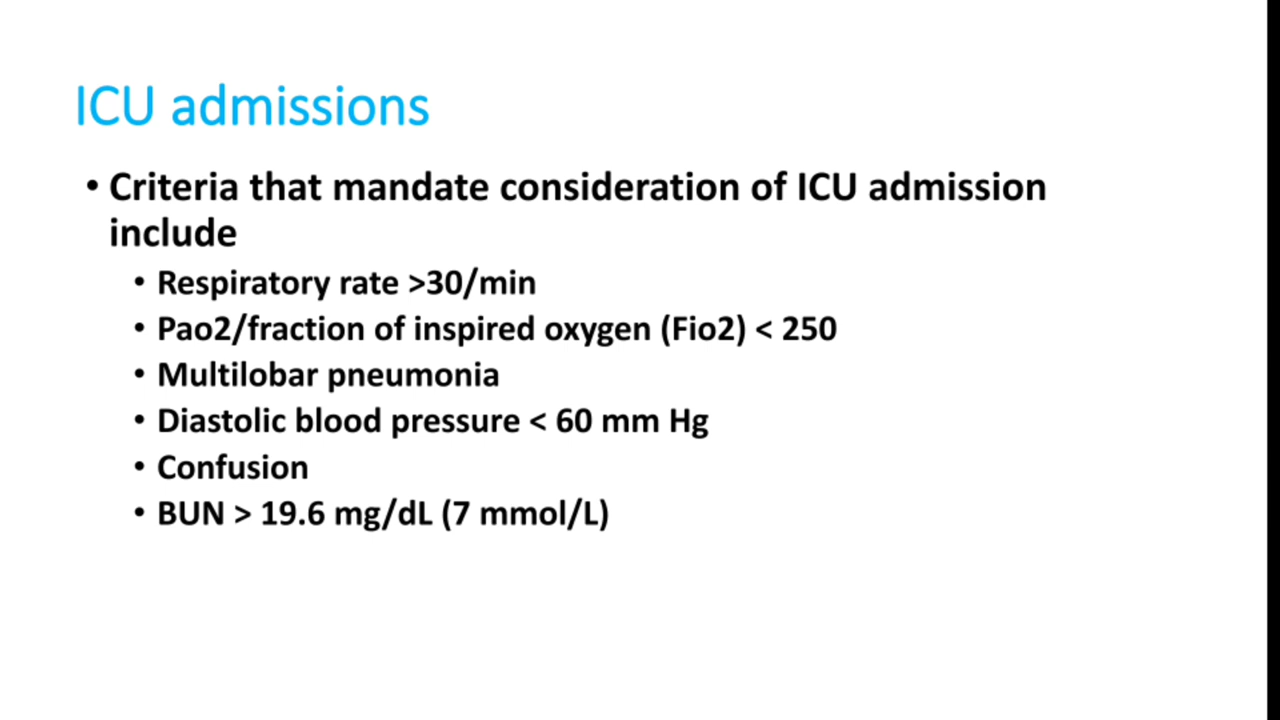 ICU admissions
• Criteria that mandate consideration of ICU admission
include
• Respiratory rate >30/min
• Pao2/fraction of inspired oxygen (Fio2) < 250
• Multilobar pneumonia
• Diastolic blood pressure < 60 mm Hg
• Confusion
• BUN > 19.6 mg/dL (7 mmol/L)